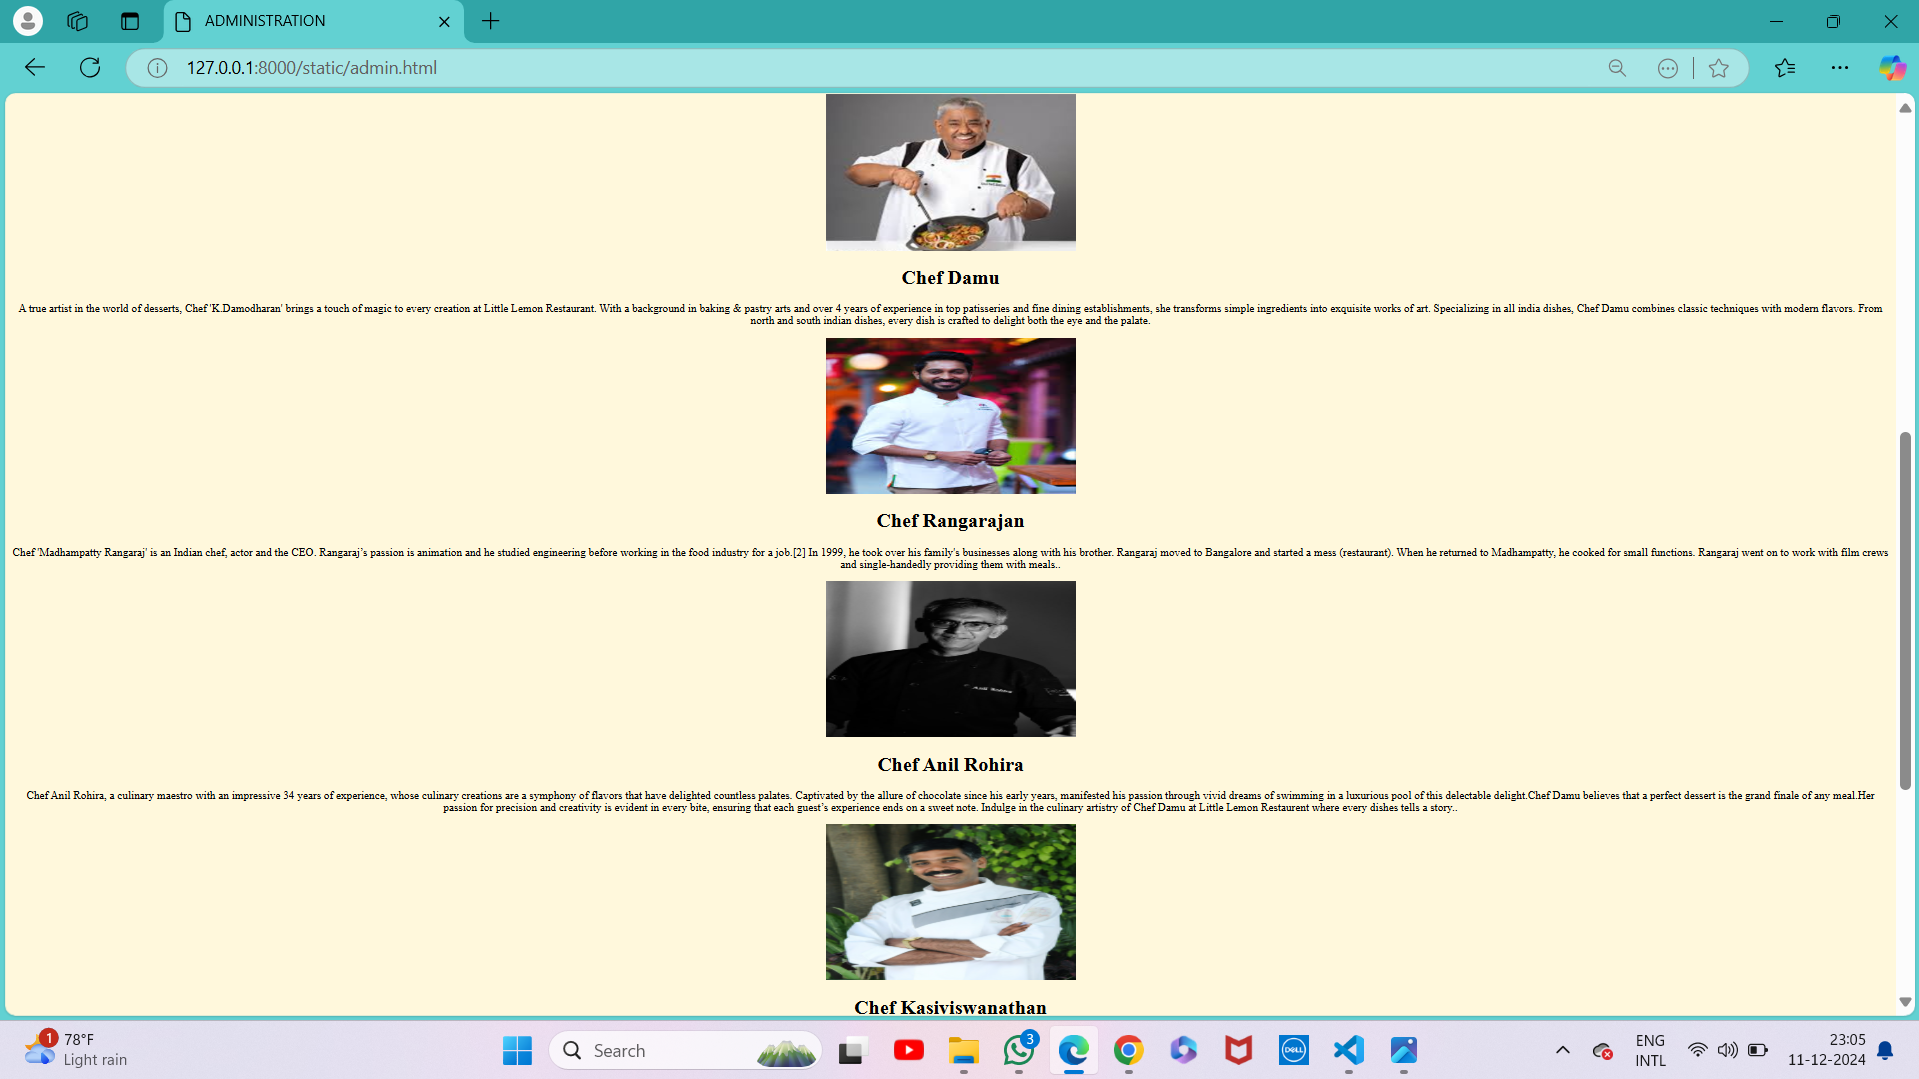 ADMINISTRATION
127.0.0.1:8000/static/admin.html
Chef Damu
A true artist in the world of desserts, Chef 'K.Damodharan' brings a touch of magic to every creation at Little Lemon Restaurant. With a background in baking & pastry arts and over 4 years of experience in top patisseries and fine dining establishments, she transforms simple ingredients into exquisite works of art. Specializing in all india dishes, Chef Damu combines classic techniques with modern flavors. From
north and south indian dishes, every dish is crafted to delight both the eye and the palate.
Chef Rangarajan
Chef 'Madhampatty Rangaraj' is an Indian chef, actor and the CEO. Rangaraj’s passion is animation and he studied engineering before working in the food industry for a job.[2] In 1999, he took over his family's businesses along with his brother. Rangaraj moved to Bangalore and started a mess (restaurant). When he returned to Madhampatty, he cooked for small functions. Rangaraj went on to work with film crews
and single-handedly providing them with meals..
Anil Rohira
Chef Anil Rohira
Chef Anil Rohira, a culinary maestro with an impressive 34 years of experience, whose culinary creations are a symphony of flavors that have delighted countless palates. Captivated by the allure of chocolate since his early years, manifested his passion through vivid dreams of swimming in a luxurious pool of this delectable delight.Chef Damu believes that a perfect dessert is the grand finale of any meal.Her
passion for precision and creativity is evident in every bite, ensuring that each guest’s experience ends on a sweet note. Indulge in the culinary artistry of Chef Damu at Little Lemon Restaurent where every dishes tells a story..
Chef Kasiviswanathan
1
78°F
Light rain
Search
3
DELL
ENG
INTL
23:05
11-12-2024